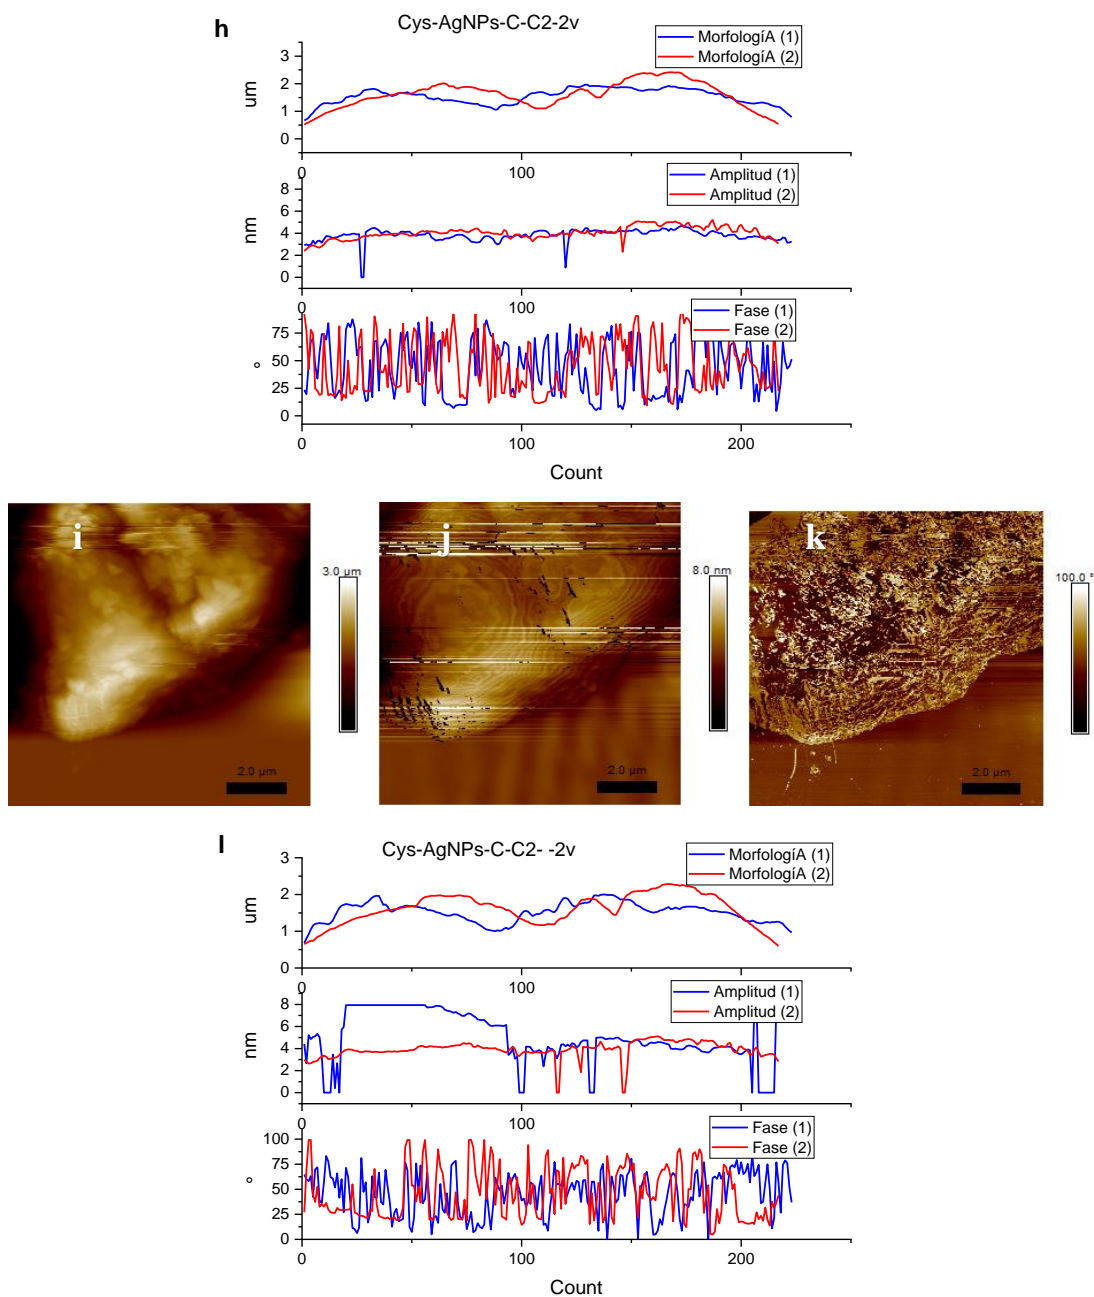 h
Cys-AgNPs-C-C2-2v
MorfologíA (1)
MorfologíA (2)
3
2
1
0
um
0
100
Amplitud (1)
Amplitud (2)
8
6
4
2
0
nm
0
100
Fase (1)
Fase (2)
75
50
25
0
°
0
100
200
Count
i
3.0 µm
2.0 µm
j
8.0 nm
2.0 µm
k
100.0 °
2.0 µm
l
Cys-AgNPs-C-C2- -2v
MorfologíA (1)
MorfologíA (2)
3
2
1
0
um
0
100
200
Amplitud (1)
Amplitud (2)
8
6
4
2
0
nm
0
100
200
Fase (1)
Fase (2)
100
75
50
25
0
°
0
100
200
Count